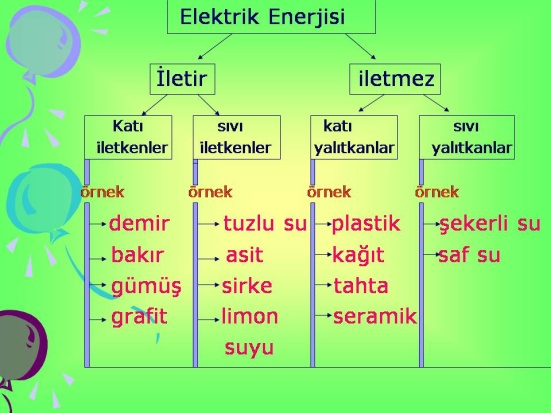 Elektrik Enerjisi
İletir
iletmez
Katı
iletkenler
sıvı
iletkenler
katı
yalıtkanlar
sıvı
yalıtkanlar
örnek
demir
bakır
gümüş
grafit
örnek
tuzlu su
asit
sirke
limon
suyu
örnek
plastik
kağıt
tahta
seramik
örnek
şekerli su
saf su